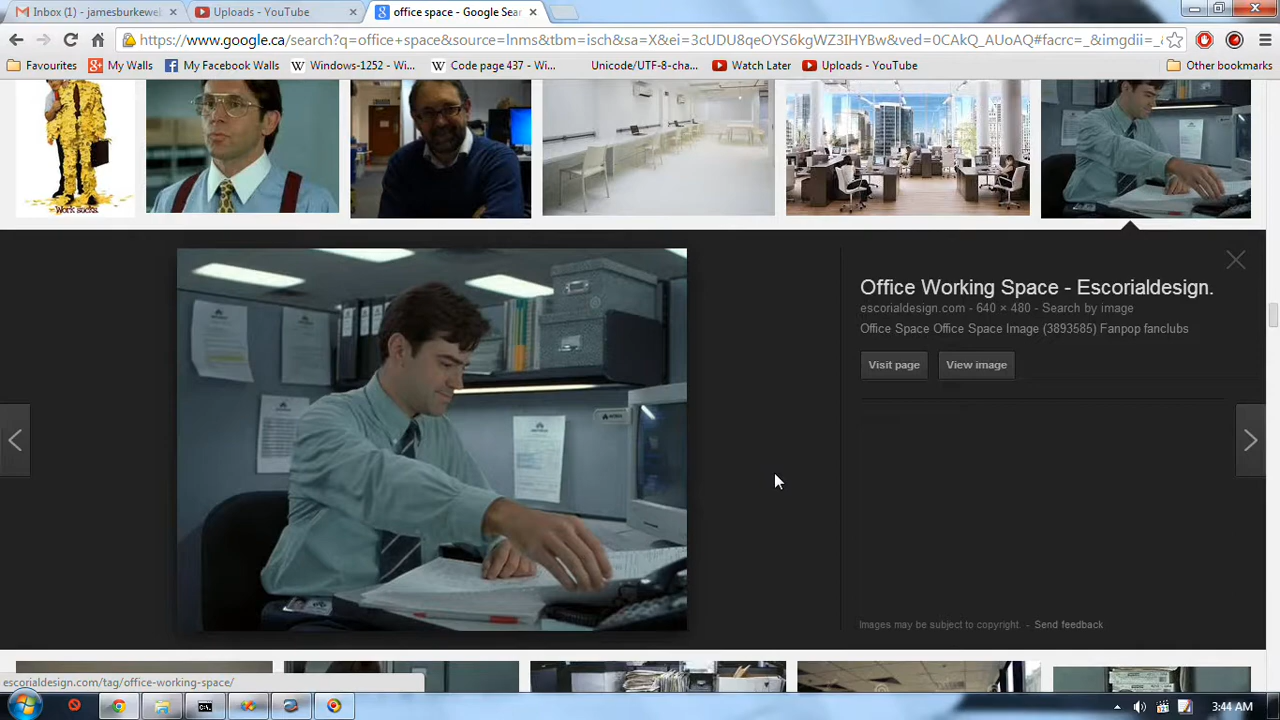 Inbox (1) - jamesburkewel
Uploads - YouTube
office space - Google Sear
https://www.google.ca/search?q=office+space&source=lnms&tbm=isch&sa=X&ei=3cUDU8qeOYS6kgWZ3IHYBw&ved=0CAkQ_AUoAQ#facrc=_&imgdii=_
Favourites
My Walls
My Facebook Walls
Windows-1252 - Wi...
Code page 437 - Wi...
Unicode/UTF-8-cha...
Watch Later
Uploads - YouTube
Other bookmarks
Work sucks.
Office Working Space - Escorialdesign.
escorialdesign.com - 640 × 480 - Search by image
Office Space Office Space Image (3893585) Fanpop fanclubs
Visit page
View image
Images may be subject to copyright. - Send feedback
escorialdesign.com/tag/office-working-space/
3:44 AM